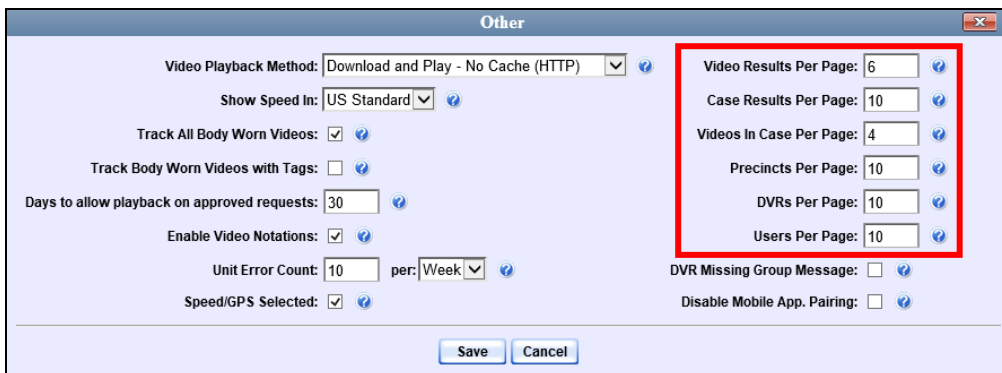 Other
Video Playback Method: Download and Play - No Cache (HTTP)
Show Speed In: US Standard
Track All Body Worn Videos:
Track Body Worn Videos with Tags:
Days to allow playback on approved requests: 30
Enable Video Notations:
Unit Error Count: 10 per: Week
Speed/GPS Selected:
Video Results Per Page: 6
Case Results Per Page: 10
Videos In Case Per Page: 4
Precincts Per Page: 10
DVRs Per Page: 10
Users Per Page: 10
DVR Missing Group Message:
Disable Mobile App. Pairing:
Save Cancel